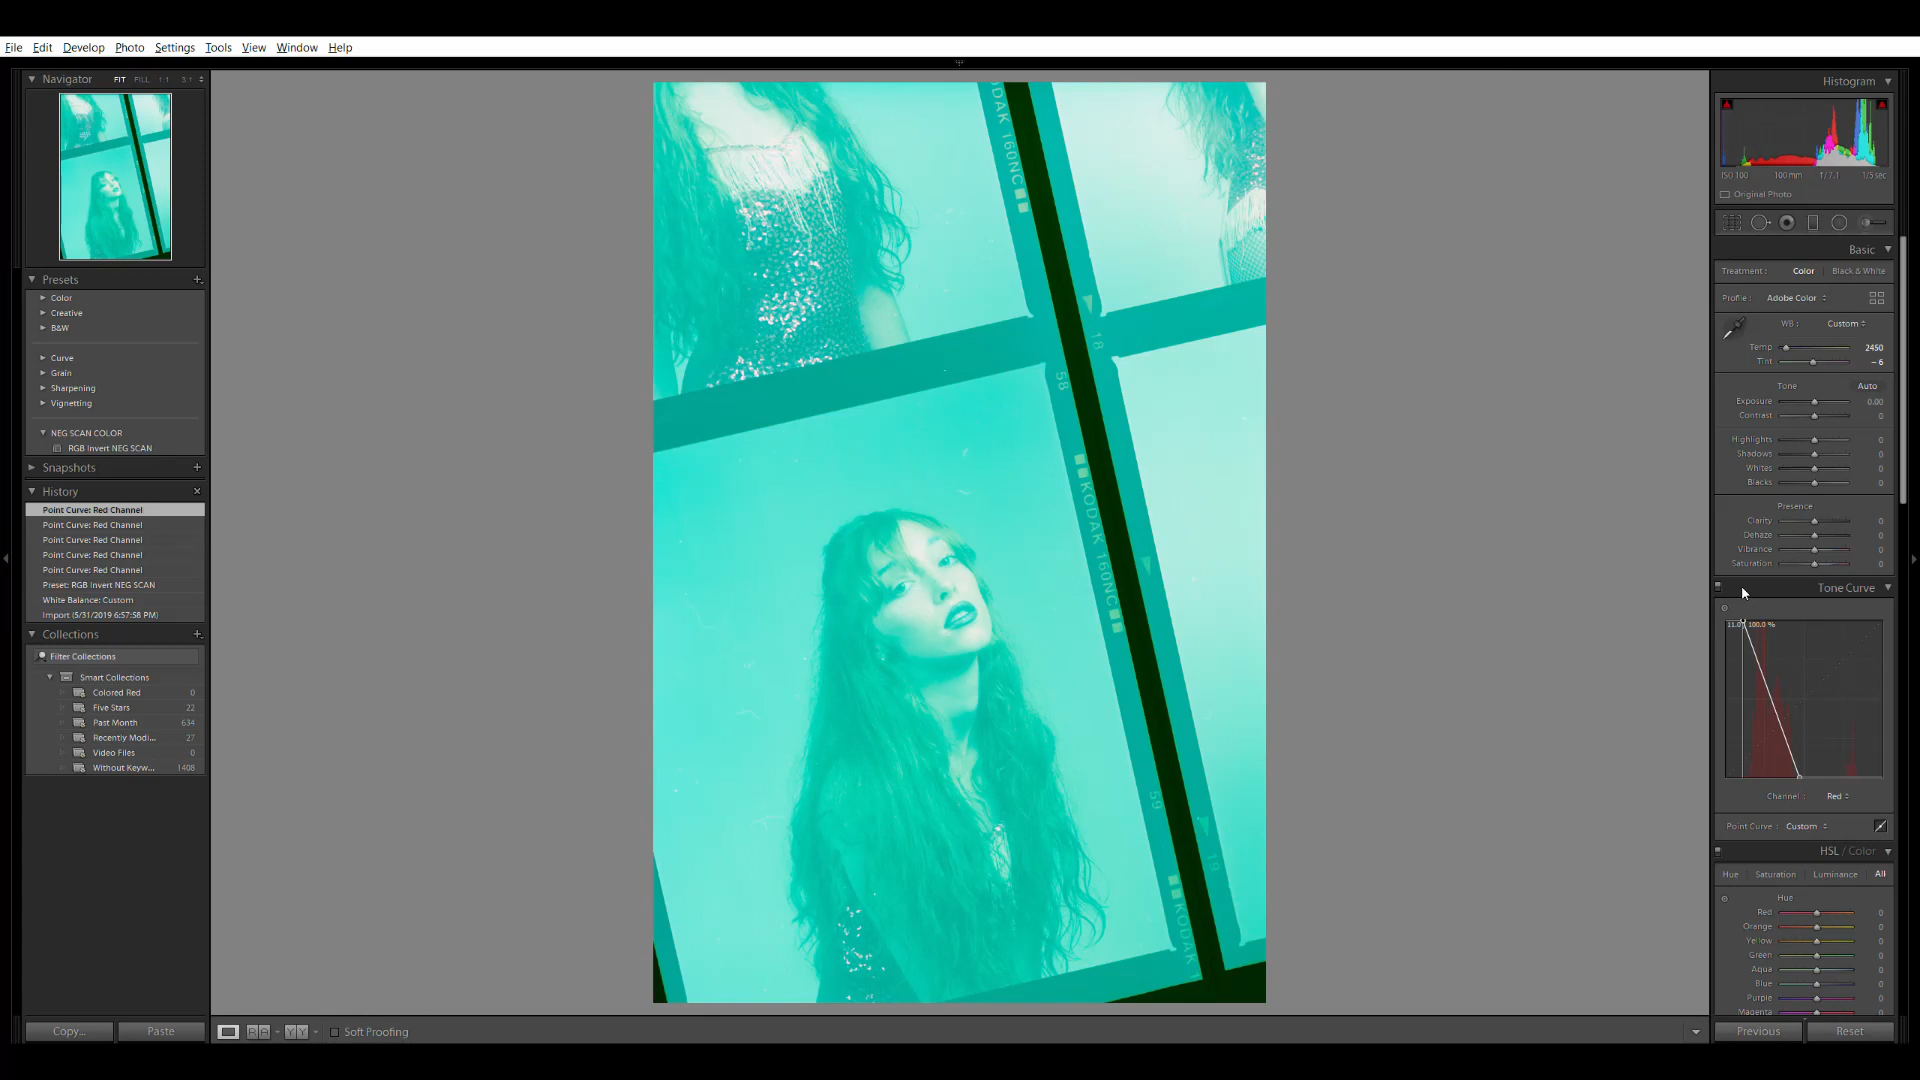 File Edit Develop Photo Settings Tools View Window Help
Navigator FIT FILL 1:1 3:1
Presets
Color
Creative
B&W
Curve
Grain
Sharpening
Vignetting
NEG SCAN COLOR
RGB Invert NEG SCAN
Snapshots
History
Point Curve: Red Channel
Point Curve: Red Channel
Point Curve: Red Channel
Point Curve: Red Channel
Point Curve: Red Channel
Preset: RGB Invert NEG SCAN
White Balance: Custom
Import (5/31/2019 6:57:58 PM)
Collections
Filter Collections
Smart Collections
Colored Red 0
Five Stars 22
Past Month 634
Recently Modi... 27
Video Files 0
Without Keyw... 1408
Copy... Paste
KODAK 160NC
18
58
KODAK 160NC
59
19
KODAK
Soft Proofing
Histogram
ISO 100 100 mm f/7.1 1/5 sec
Original Photo
Basic
Treatment : Color Black & White
Profile : Adobe Color
WB : Custom
Temp 2450
Tint - 6
Tone Auto
Exposure 0.00
Contrast 0
Highlights 0
Shadows 0
Whites 0
Blacks 0
Presence
Clarity 0
Dehaze 0
Vibrance 0
Saturation 0
Tone Curve
100.0 %
Channel : Red
Point Curve : Custom
HSL / Color
Hue Saturation Luminance All
Hue
Red 0
Orange 0
Yellow 0
Green 0
Aqua 0
Blue 0
Purple 0
Magenta 0
Previous Reset